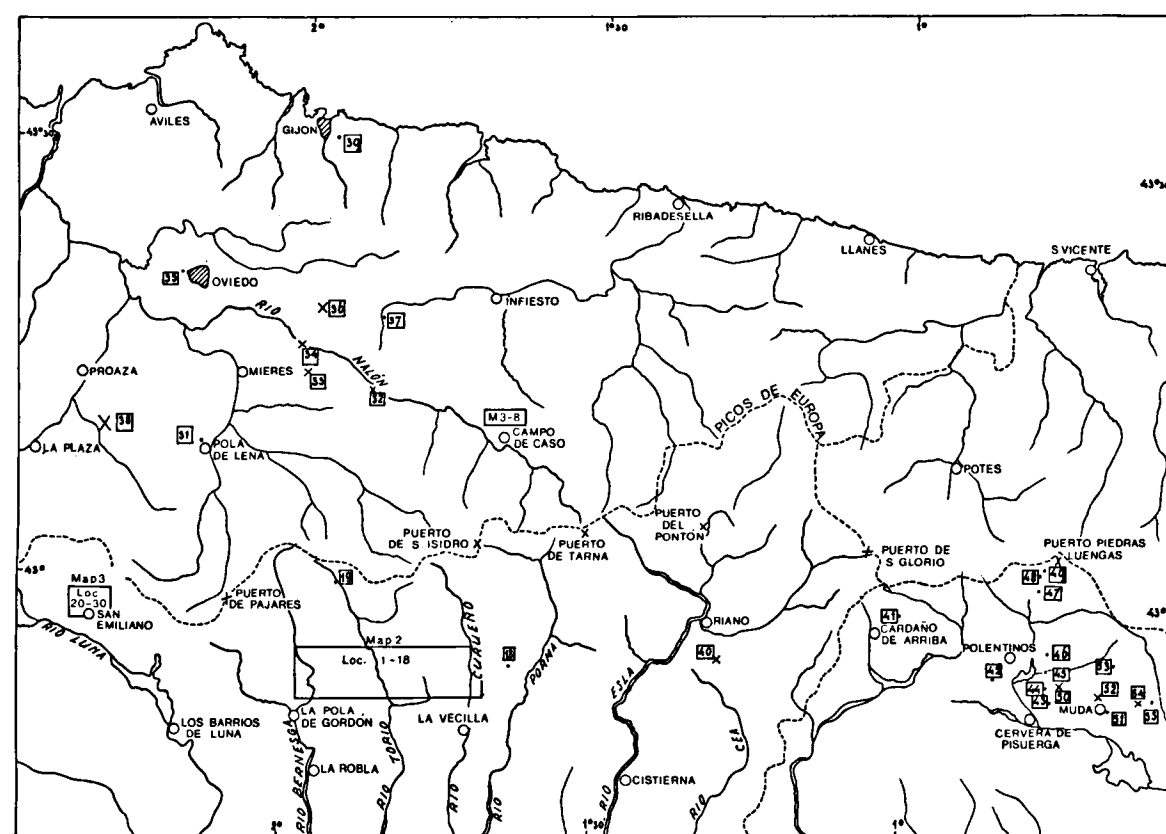 2°
1°30
1°
AVILES
43°30
GIJON
39
43°30
RIBADESELLA
LLANES
S VICENTE
35
OVIEDO
INFIESTO
RIO
36
37
34
33
NALÓN
32
PROAZA
MIERES
PICOS DE EUROPA
38
M3-8
CAMPO
DE CASO
31
POLA
DE LENA
LA PLAZA
POTES
PUERTO
DEL
PONTÓN
PUERTO
DE S. ISIDRO
PUERTO
DE TARNA
PUERTO DE
S GLORIO
PUERTO PIEDRAS
LUENGAS
43°
Map3
Loc
20-30
SAN
EMILIANO
PUERTO
DE PAJARES
19
48
47
43°
RIANO
41
CARDAÑO
DE ARRIBA
RIO LUNA
Map 2
Loc. 1-18
CURUEÑO
PORMA
ESLA
40
POLENTINOS
46
45
44
50
53
52
54
MUDA
51
55
CERVERA DE
PISUERGA
LOS BARRIOS
DE LUNA
LA POLA
DE GORDÓN
LA VECILLA
CEA
LA ROBLA
RIO BERNESGA
RIO TORIO
RIO
RIO
RIO
CISTIERNA
RIO
1°30
1°